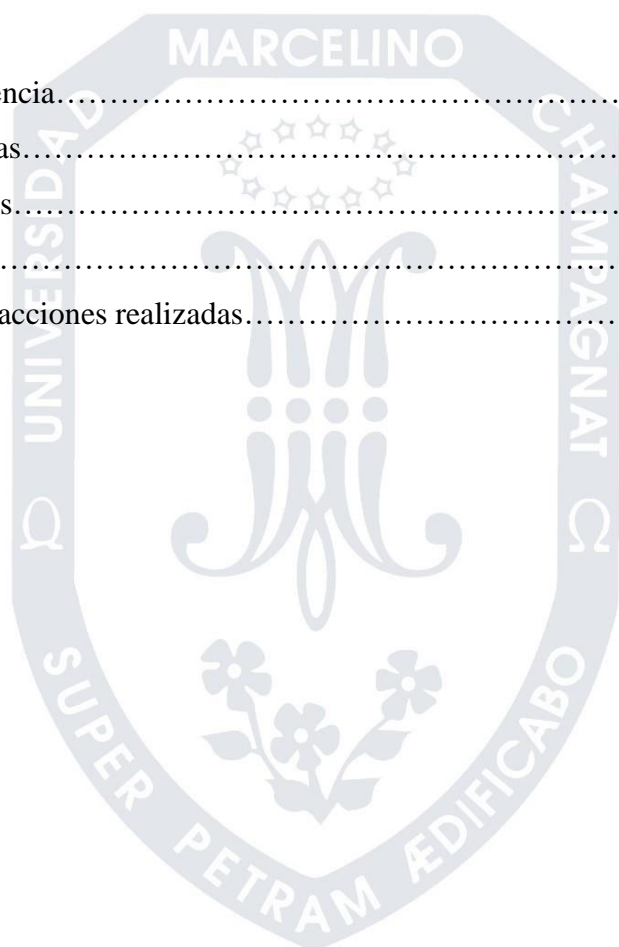 MARCELINO
CHAMPAGNAT
UNIVERSIDAD
encia……………………………………………………
as……………………………………………………
s……………………………………………………
……………………………………………………
acciones realizadas……………………………………
Ω Ω
SUPER PETRAM ÆDIFICABO